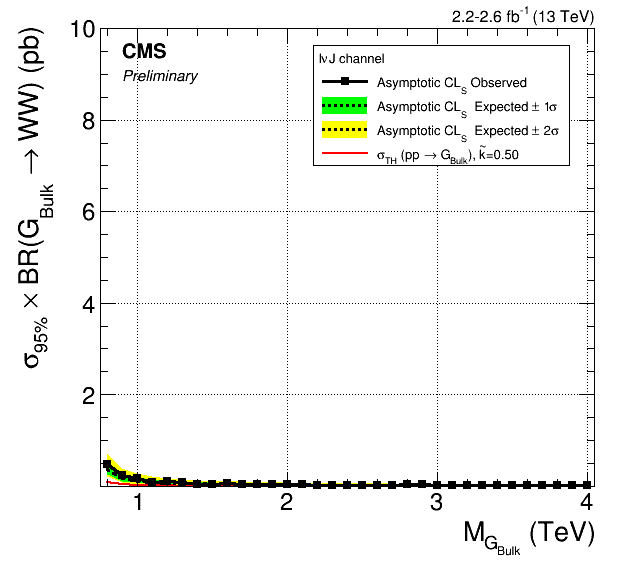 2.2-2.6 fb⁻¹ (13 TeV)
σ95% × BR(GBulk → WW) (pb)
10
8
6
4
2
CMS
Preliminary
lνJ channel
Asymptotic CLS Observed
Asymptotic CLS Expected ± 1σ
Asymptotic CLS Expected ± 2σ
σTH (pp → GBulk), k̃=0.50
1
2
3
4
MGBulk (TeV)